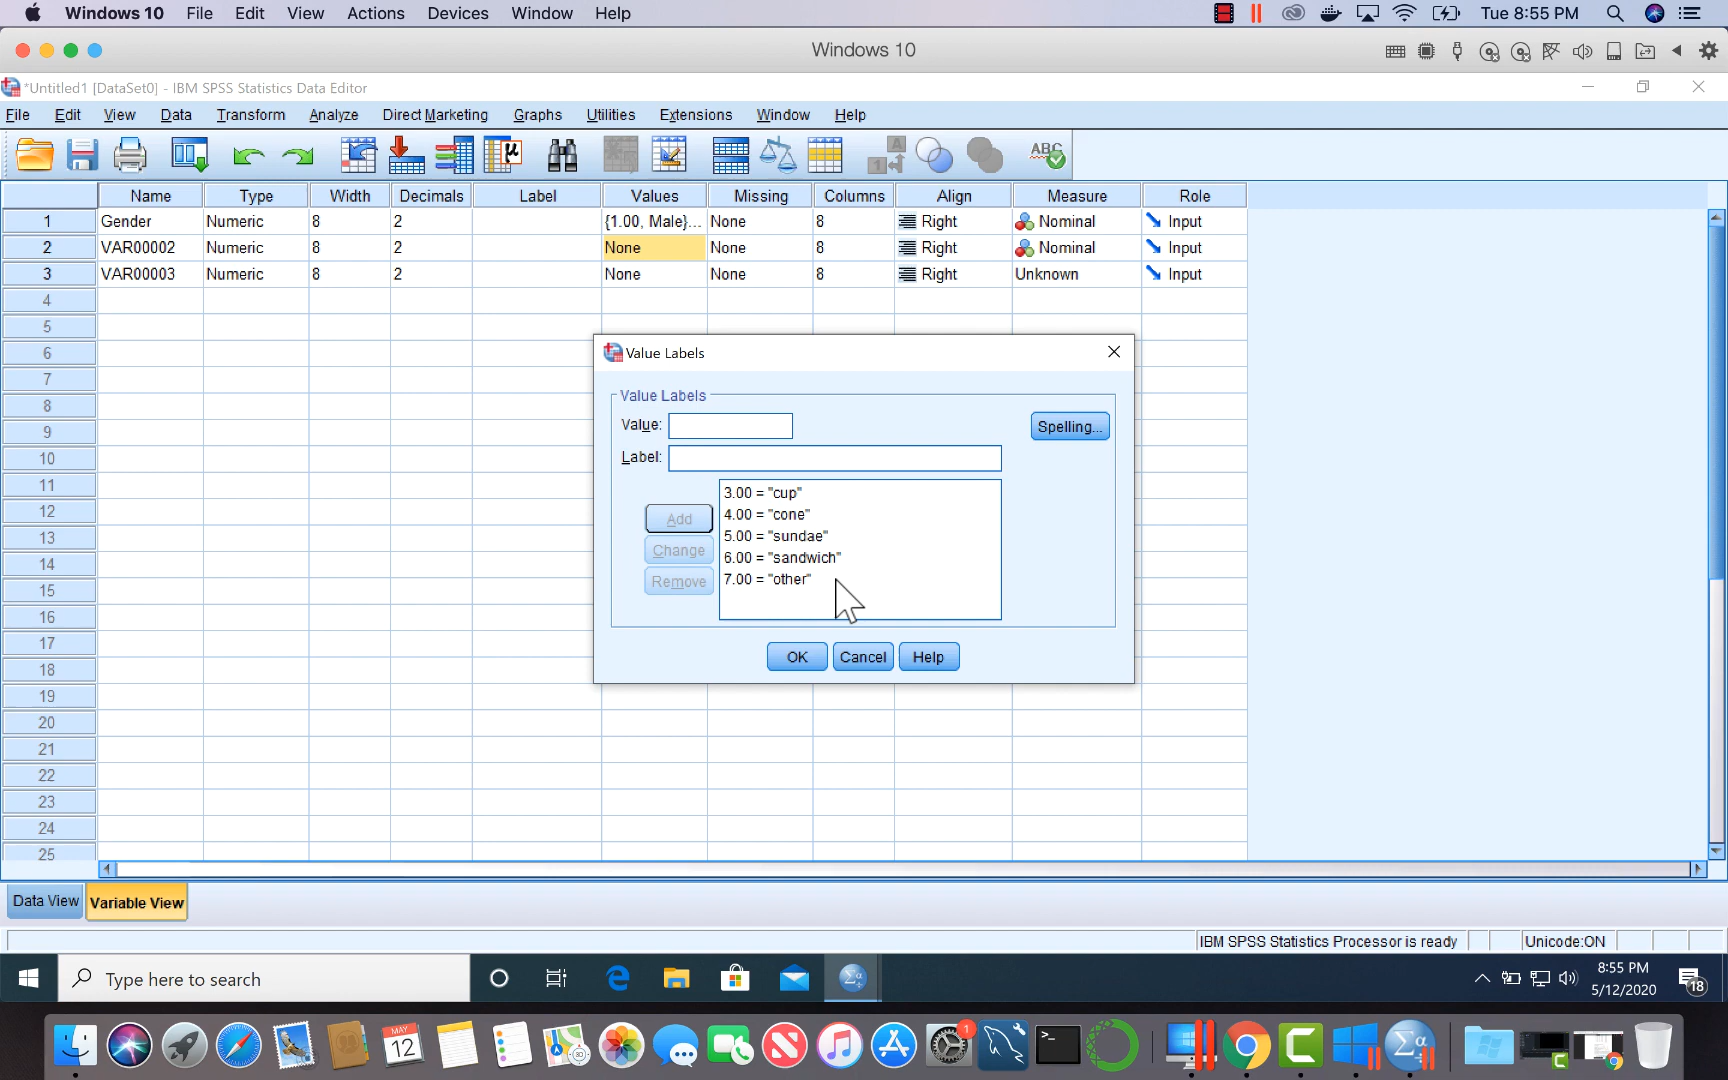 Windows 10 File Edit View Actions Devices Window Help Tue 8:55 PM
Windows 10
*Untitled1 [DataSet0] - IBM SPSS Statistics Data Editor
File Edit View Data Transform Analyze Direct Marketing Graphs Utilities Extensions Window Help
A 1 4 µ ABC
Name Type Width Decimals Label Values Missing Columns Align Measure Role
1 Gender Numeric 8 2 {1.00, Male}... None 8 Right Nominal Input
2 VAR00002 Numeric 8 2 None None 8 Right Nominal Input
3 VAR00003 Numeric 8 2 None None 8 Right Unknown Input
4
5
6
7
8
9
10
11
12
13
14
15
16
17
18
19
20
21
22
23
24
25
Value Labels
Value Labels
Value:
Spelling...
Label:
3.00 = "cup"
4.00 = "cone"
5.00 = "sundae"
6.00 = "sandwich"
7.00 = "other"
Add
Change
Remove
OK Cancel Help
Data View Variable View
IBM SPSS Statistics Processor is ready Unicode:ON
Type here to search
8:55 PM
5/12/2020
18
MAY
12
1